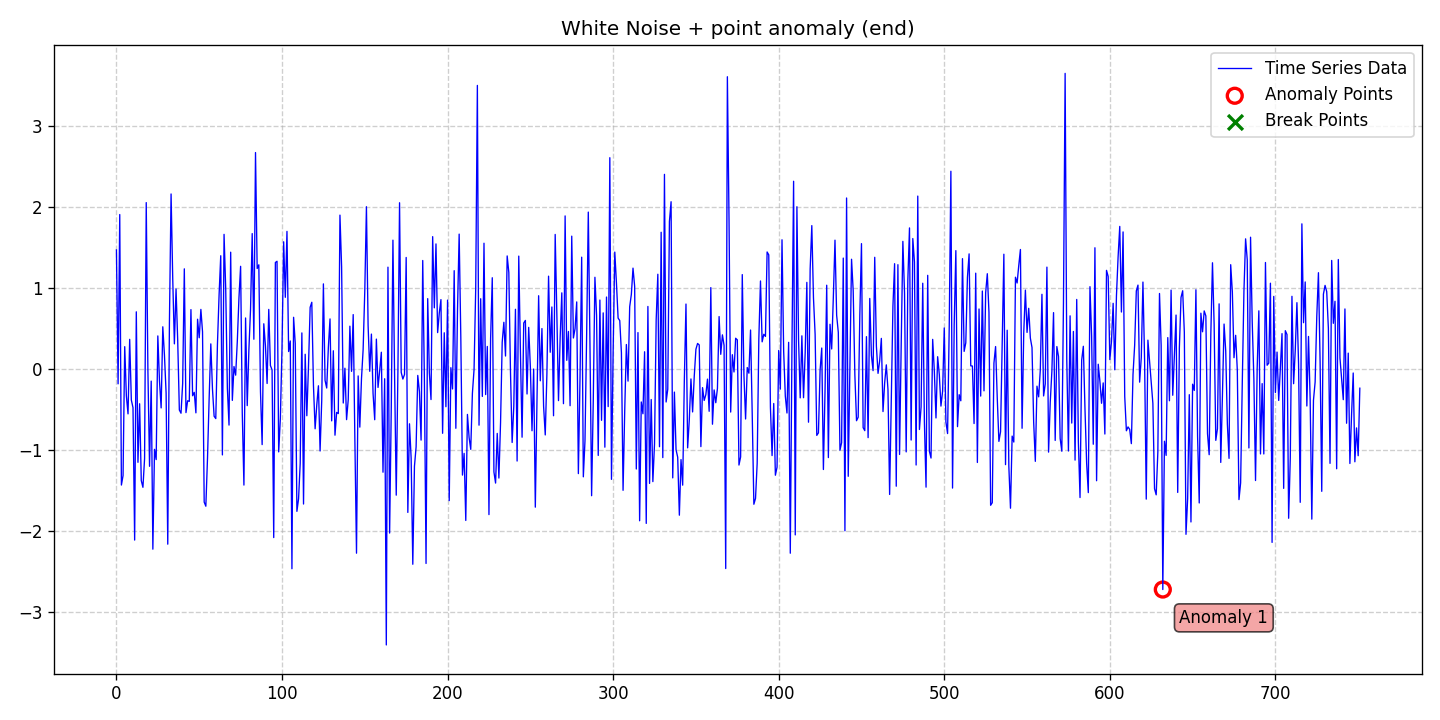 White Noise + point anomaly (end)
Time Series Data
Anomaly Points
Break Points
3
2
1
0
−1
−2
−3
Anomaly 1
0 100 200 300 400 500 600 700